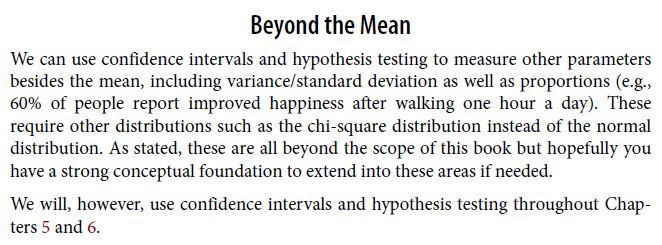 Beyond the Mean
We can use confidence intervals and hypothesis testing to measure other parameters
besides the mean, including variance/standard deviation as well as proportions (e.g.,
60% of people report improved happiness after walking one hour a day). These
require other distributions such as the chi-square distribution instead of the normal
distribution. As stated, these are all beyond the scope of this book but hopefully you
have a strong conceptual foundation to extend into these areas if needed.
We will, however, use confidence intervals and hypothesis testing throughout Chap-
ters 5 and 6.